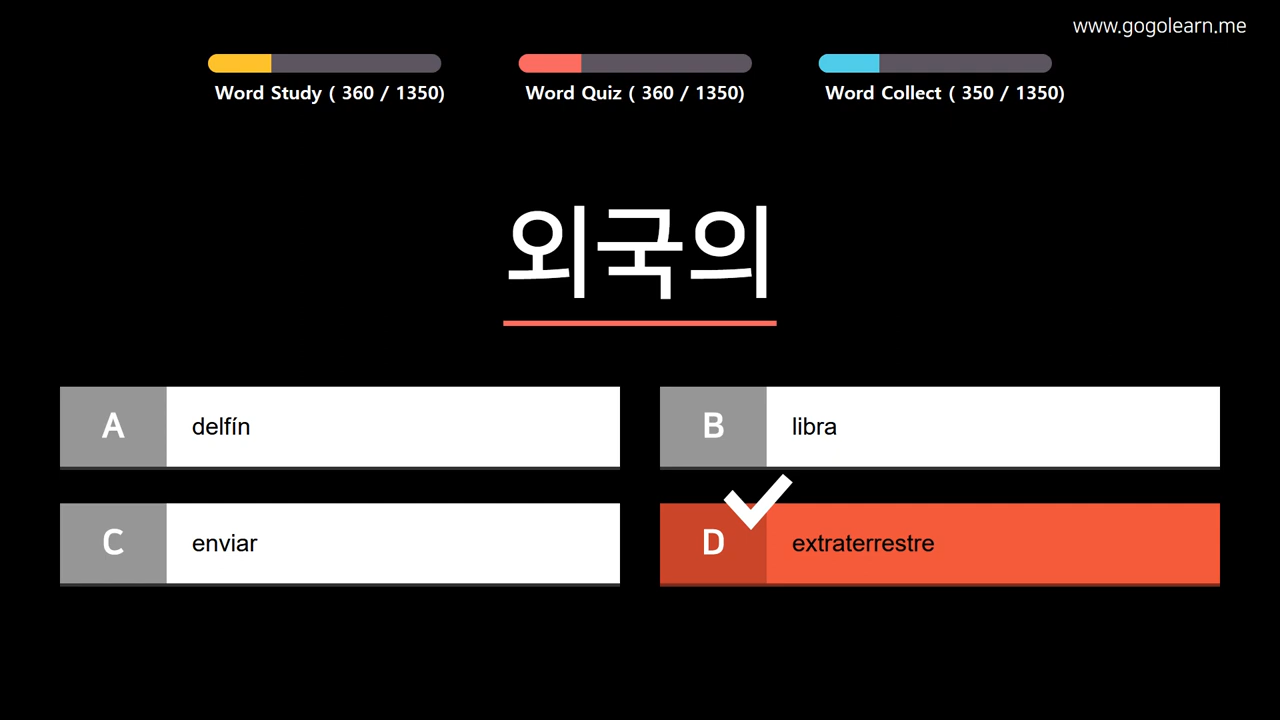 www.gogolearn.me
Word Study ( 360 / 1350)
Word Quiz ( 360 / 1350)
Word Collect ( 350 / 1350)
외국의
A delfín
B libra
C enviar
D extraterrestre